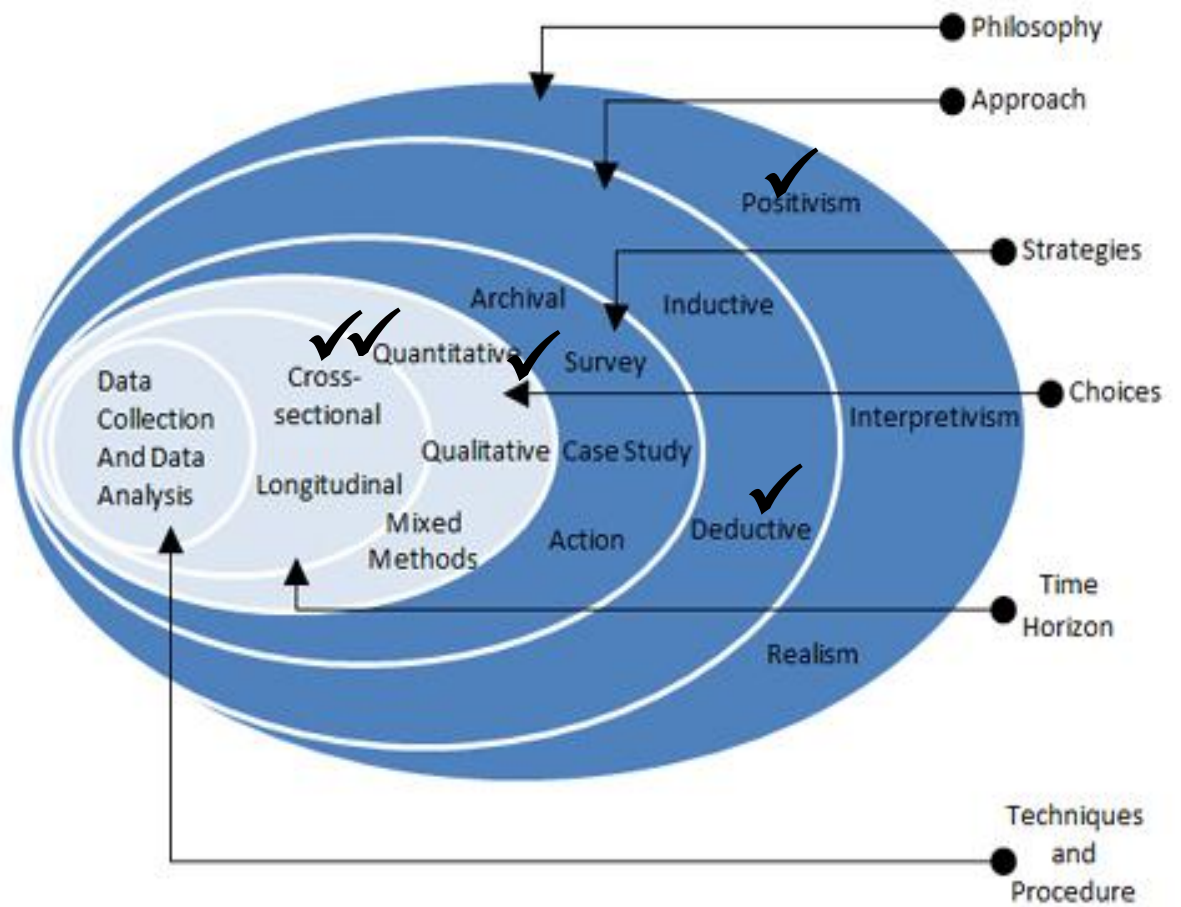 Philosophy
Approach
Positivism
Strategies
Archival
Inductive
Quantitative
Survey
Choices
Data
Collection
And Data
Analysis
Cross-
sectional
Interpretivism
Qualitative
Case Study
Longitudinal
Mixed
Methods
Action
Deductive
Time
Horizon
Realism
Techniques
and
Procedure